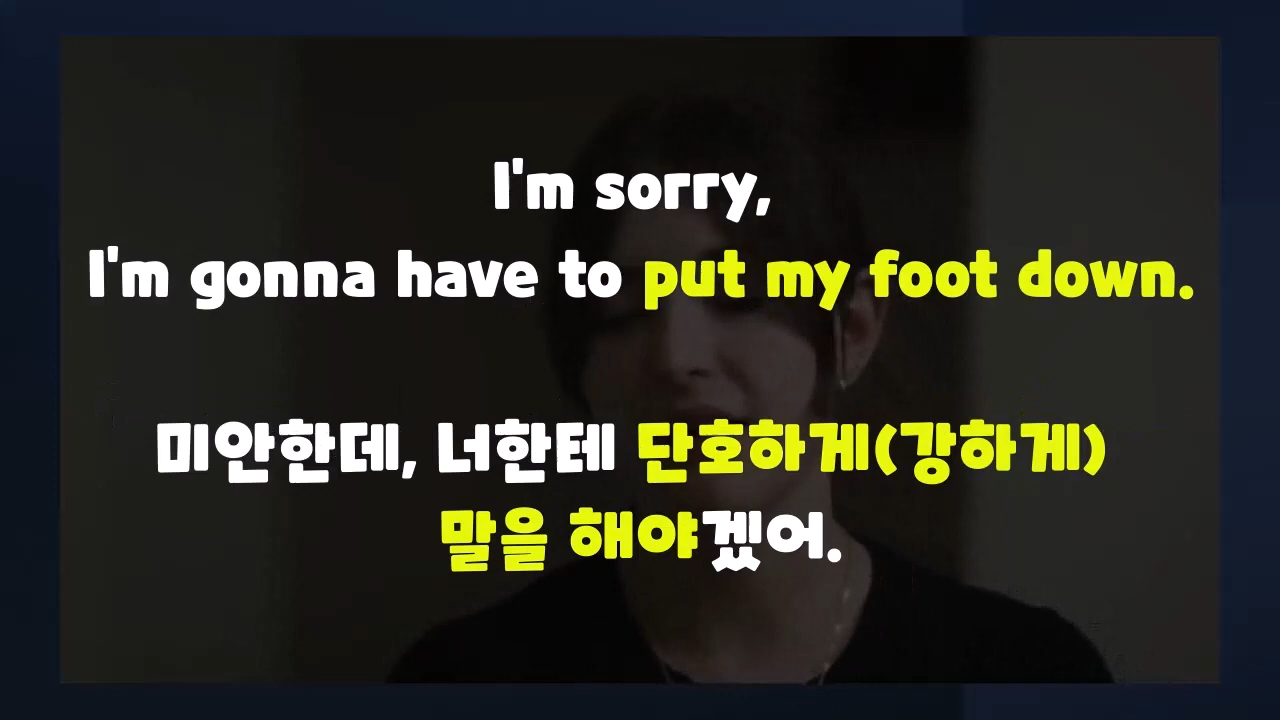 I'm sorry,
I'm gonna have to put my foot down.
미안한데, 너한테 단호하게(강하게)
말을 해야겠어.